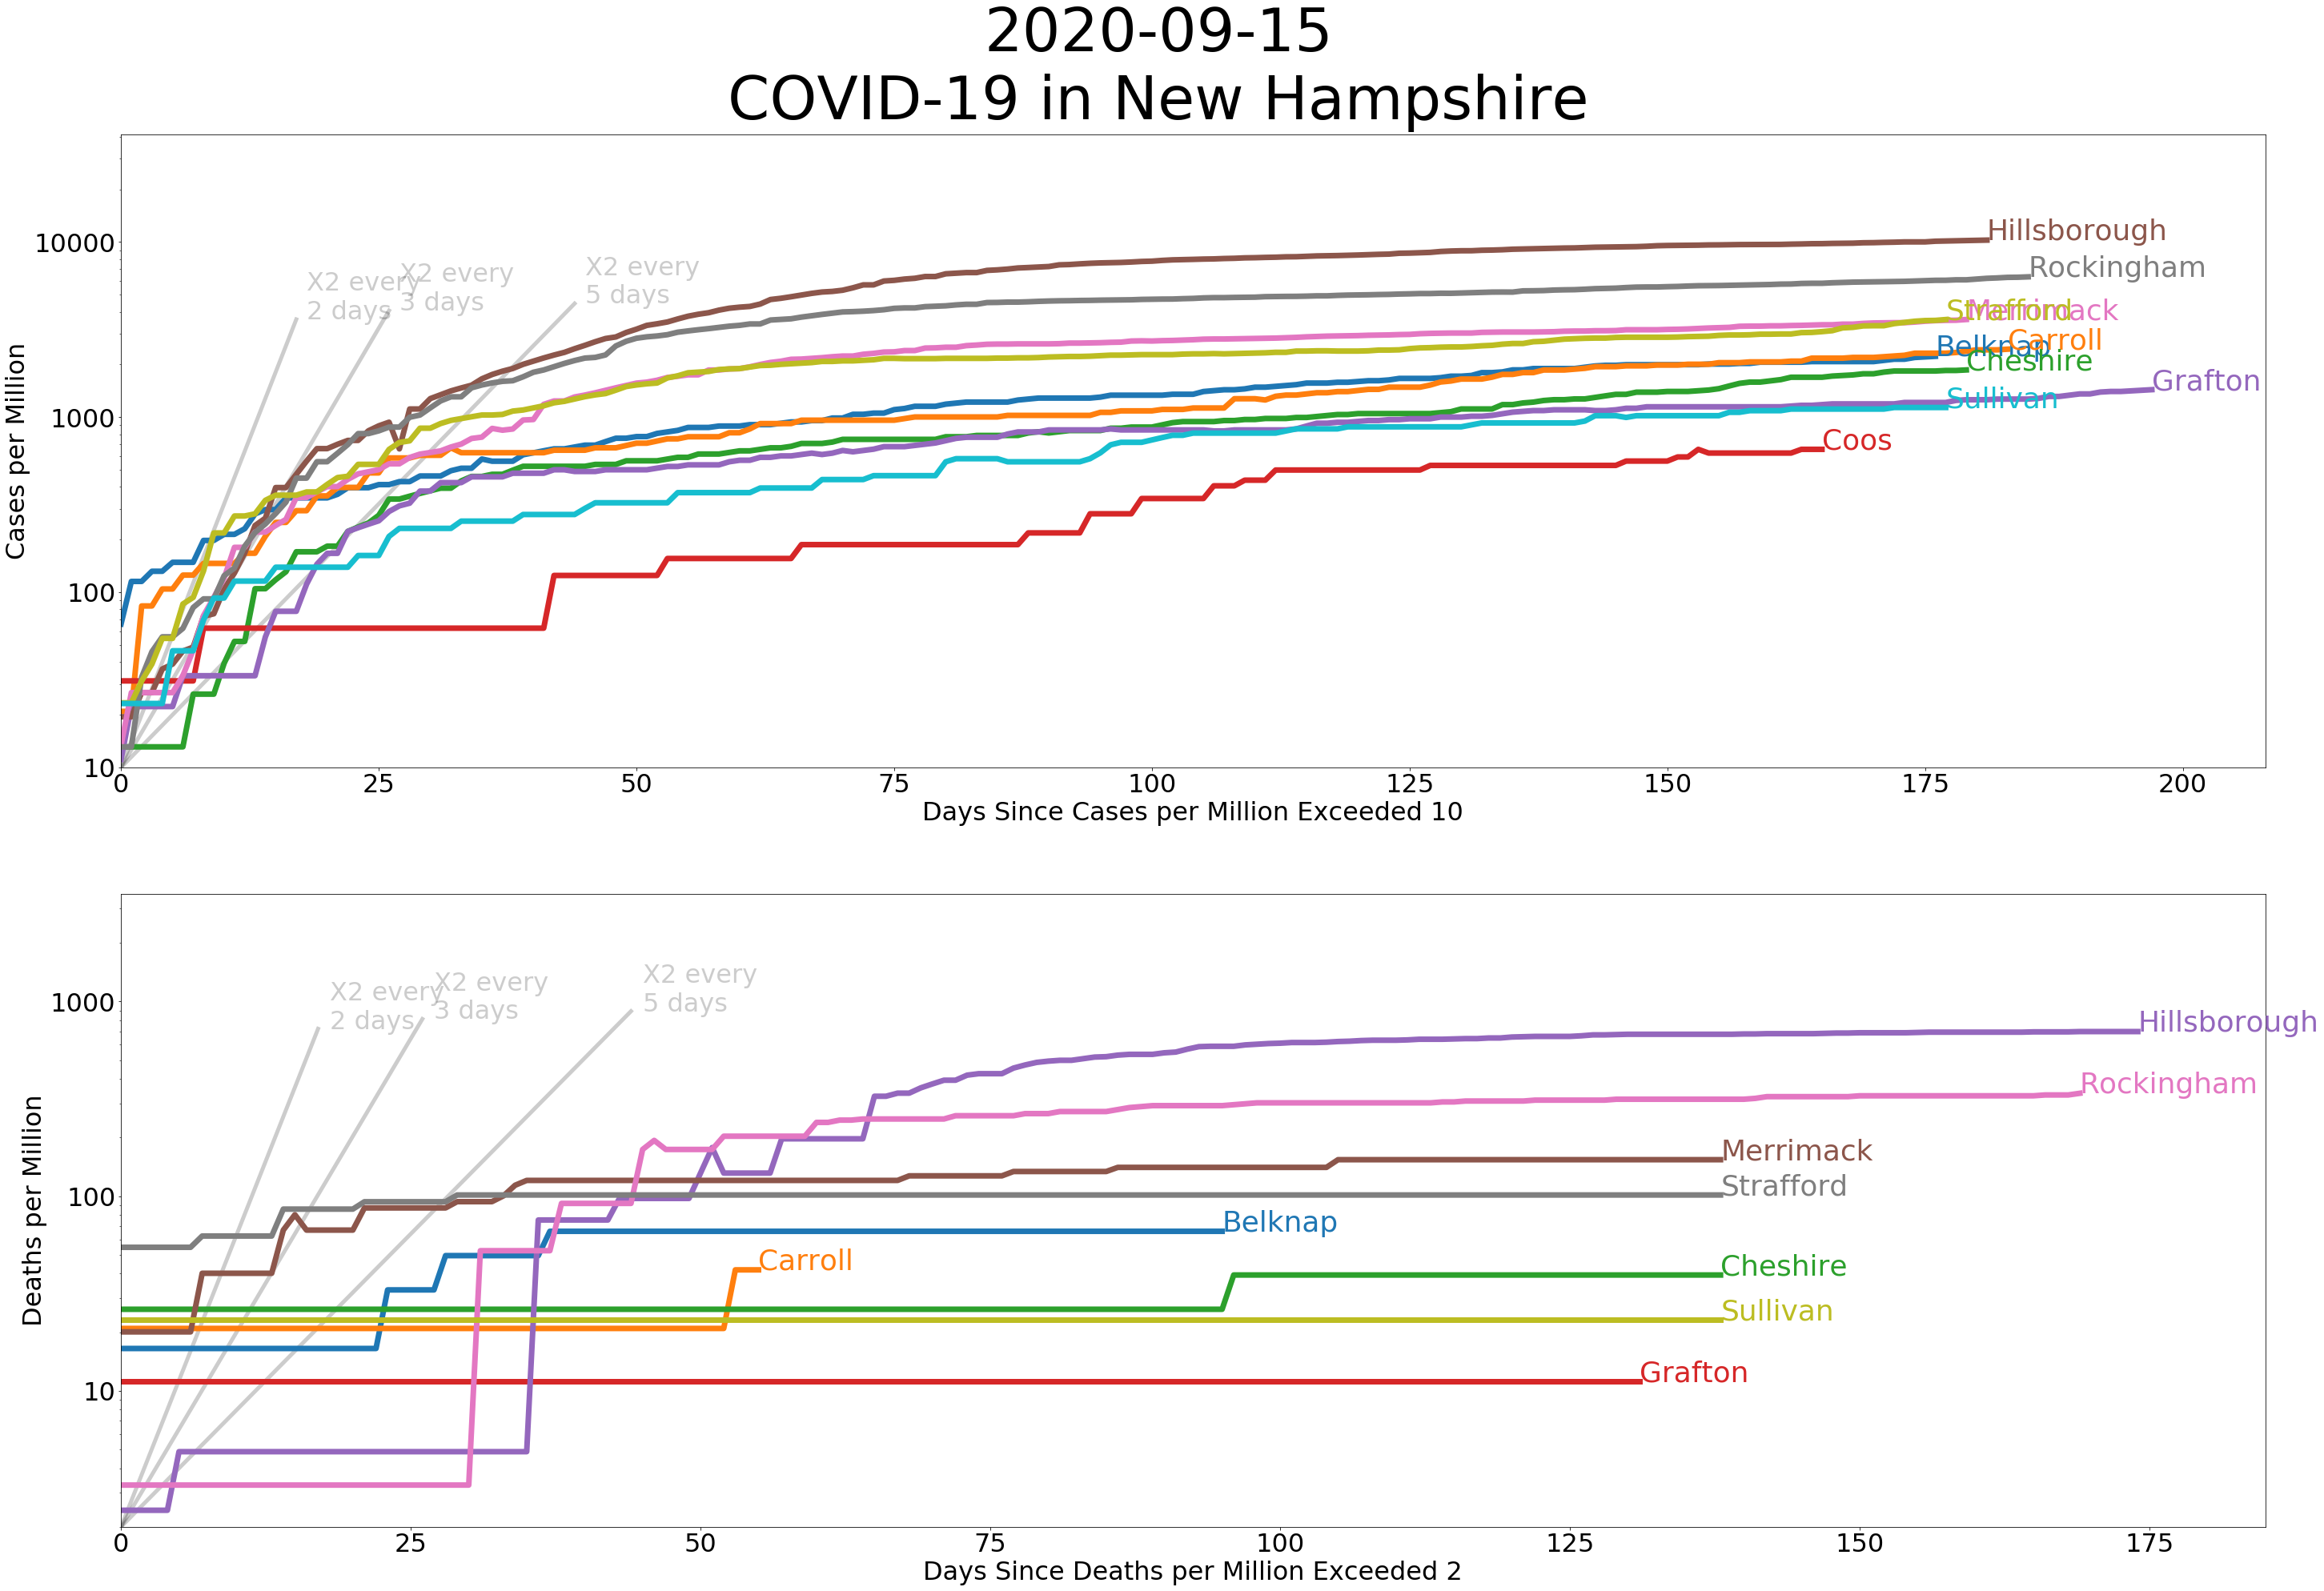 2020-09-15
COVID-19 in New Hampshire
Cases per Million
10000
1000
100
10
X2 every
2 days
X2 every
3 days
X2 every
5 days
Hillsborough
Rockingham
Strafford
Merrimack
Carroll
Belknap
Cheshire
Grafton
Sullivan
Coos
0 25 50 75 100 125 150 175 200
Days Since Cases per Million Exceeded 10
Deaths per Million
1000
100
10
X2 every
2 days
X2 every
3 days
X2 every
5 days
Hillsborough
Rockingham
Merrimack
Strafford
Belknap
Carroll
Cheshire
Sullivan
Grafton
0 25 50 75 100 125 150 175
Days Since Deaths per Million Exceeded 2